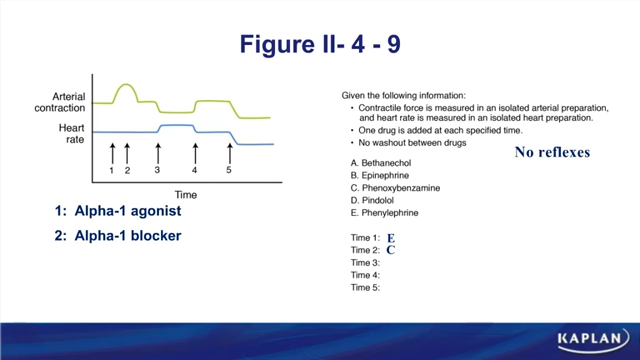 Figure II- 4 - 9
Arterial
contraction
Heart
rate
1 2 3 4 5
Time
1: Alpha-1 agonist
2: Alpha-1 blocker
Given the following information:
• Contractile force is measured in an isolated arterial preparation,
and heart rate is measured in an isolated heart preparation.
• One drug is added at each specified time.
• No washout between drugs
No reflexes
A. Bethanechol
B. Epinephrine
C. Phenoxybenzamine
D. Pindolol
E. Phenylephrine
Time 1: E
Time 2: C
Time 3:
Time 4:
Time 5:
KAPLAN